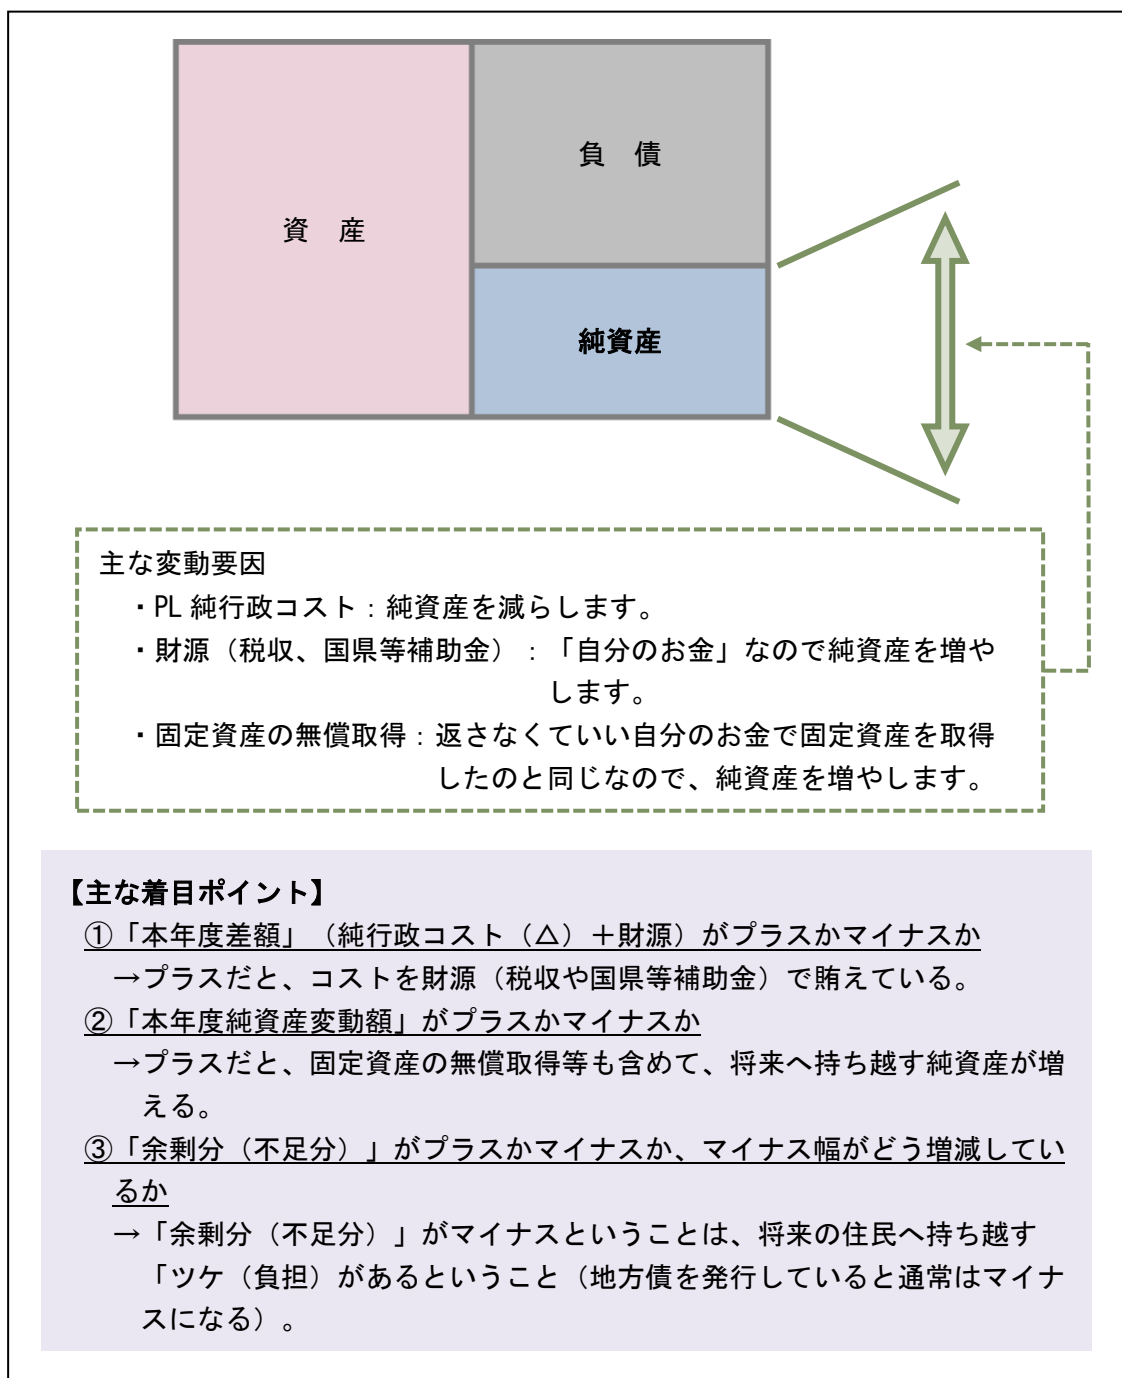 資　産
負　債
純資産
主な変動要因
・PL 純行政コスト：純資産を減らします。
・財源（税収、国県等補助金）：「自分のお金」なので純資産を増や
します。
・固定資産の無償取得：返さなくていい自分のお金で固定資産を取得
したのと同じなので、純資産を増やします。
【主な着目ポイント】
①「本年度差額」（純行政コスト（△）＋財源）がプラスかマイナスか
→プラスだと、コストを財源（税収や国県等補助金）で賄えている。
②「本年度純資産変動額」がプラスかマイナスか
→プラスだと、固定資産の無償取得等も含めて、将来へ持ち越す純資産が増
える。
③「余剰分（不足分）」がプラスかマイナスか、マイナス幅がどう増減してい
るか
→「余剰分（不足分）」がマイナスということは、将来の住民へ持ち越す
「ツケ（負担）があるということ（地方債を発行していると通常はマイナ
スになる）。